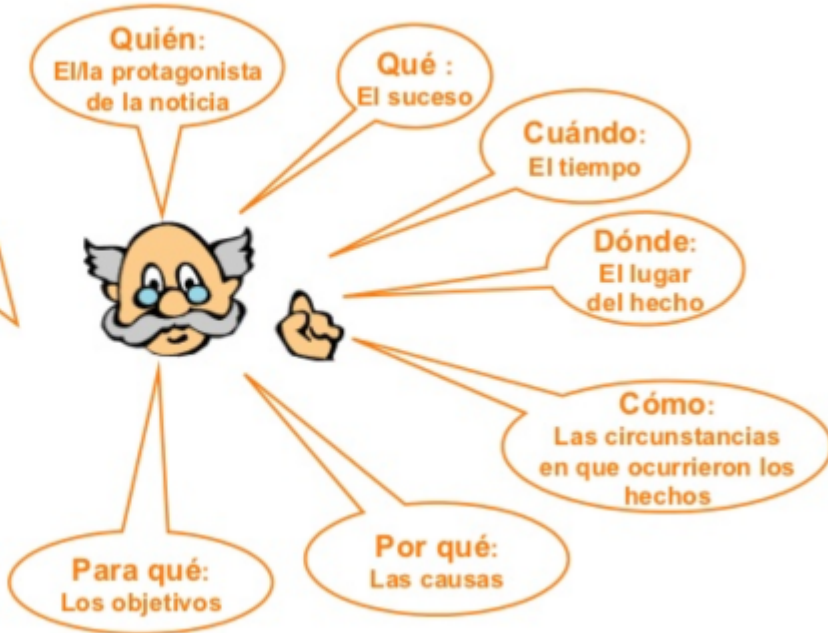 Quién:
El/la protagonista
de la noticia
Qué :
El suceso
Cuándo:
El tiempo
Dónde:
El lugar
del hecho
Cómo:
Las circunstancias
en que ocurrieron los
hechos
Por qué:
Las causas
Para qué:
Los objetivos